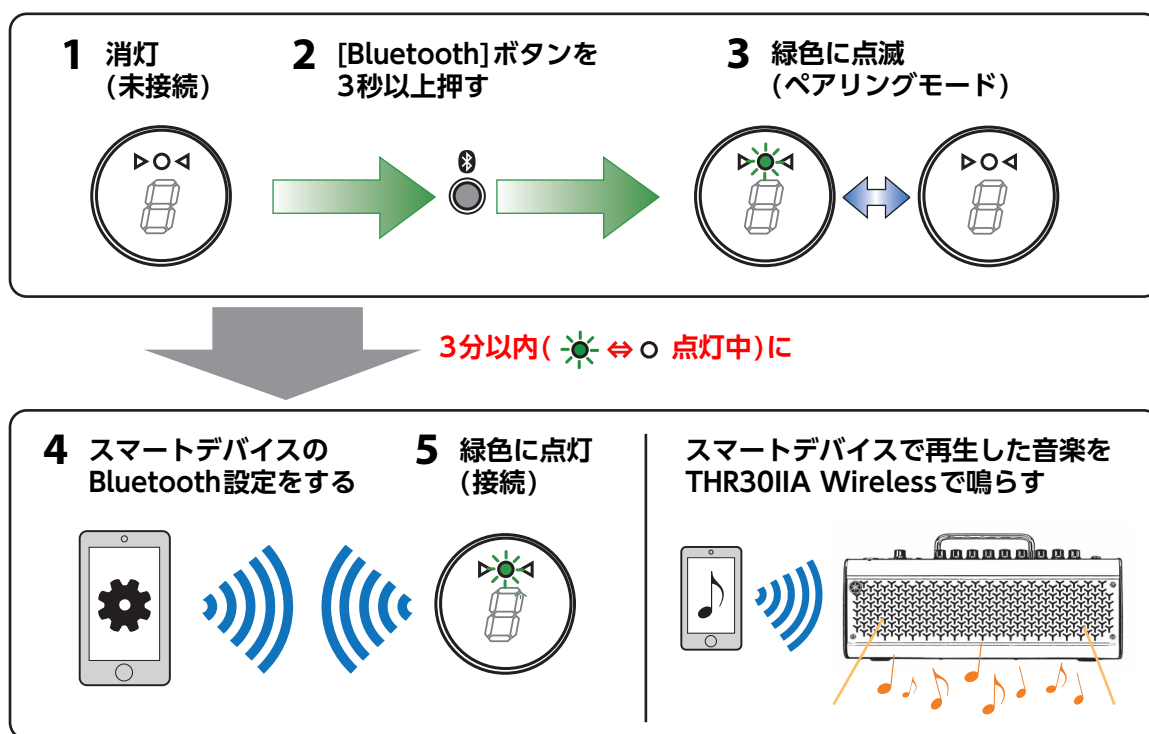 1 消灯
(未接続)
2 [Bluetooth]ボタンを
3秒以上押す
3 緑色に点滅
(ペアリングモード)
3分以内( ⇔ 点灯中)に
4 スマートデバイスの
Bluetooth設定をする
5 緑色に点灯
(接続)
スマートデバイスで再生した音楽を
THR30IIA Wirelessで鳴らす